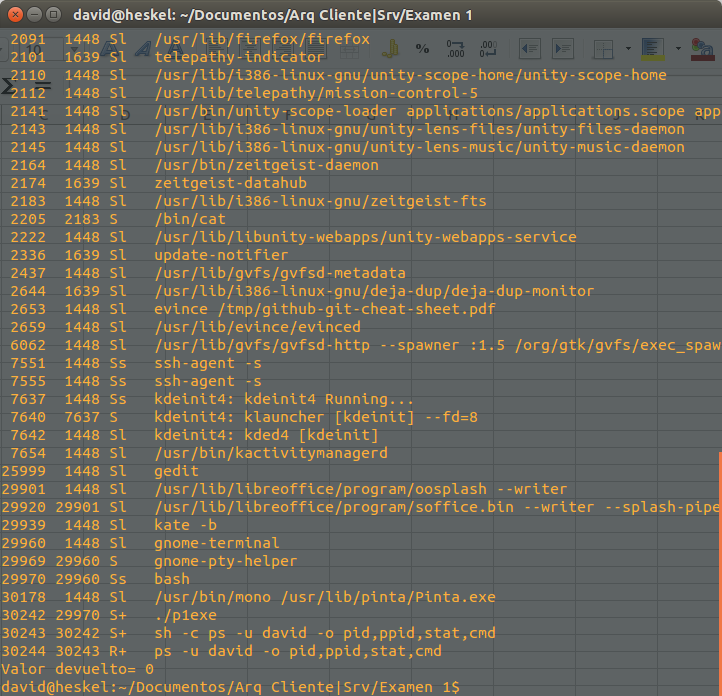 david@heskel: ~/Documentos/Arq Cliente|Srv/Examen 1
2091 1448 Sl /usr/lib/firefox/firefox
2101 1639 Sl telepathy-indicator
2110 1448 Sl /usr/lib/i386-linux-gnu/unity-scope-home/unity-scope-home
2112 1448 Sl /usr/lib/telepathy/mission-control-5
2141 1448 Sl /usr/bin/unity-scope-loader applications/applications.scope app
2143 1448 Sl /usr/lib/i386-linux-gnu/unity-lens-files/unity-files-daemon
2145 1448 Sl /usr/lib/i386-linux-gnu/unity-lens-music/unity-music-daemon
2164 1448 Sl /usr/bin/zeitgeist-daemon
2174 1639 Sl zeitgeist-datahub
2183 1448 Sl /usr/lib/i386-linux-gnu/zeitgeist-fts
2205 2183 S /bin/cat
2222 1448 Sl /usr/lib/libunity-webapps/unity-webapps-service
2336 1639 Sl update-notifier
2437 1448 Sl /usr/lib/gvfs/gvfsd-metadata
2644 1639 Sl /usr/lib/i386-linux-gnu/deja-dup/deja-dup-monitor
2653 1448 Sl evince /tmp/github-git-cheat-sheet.pdf
2659 1448 Sl /usr/lib/evince/evinced
6062 1448 Sl /usr/lib/gvfs/gvfsd-http --spawner :1.5 /org/gtk/gvfs/exec_spaw
7551 1448 Ss ssh-agent -s
7555 1448 Ss ssh-agent -s
7637 1448 Ss kdeinit4: kdeinit4 Running...
7640 7637 S kdeinit4: klauncher [kdeinit] --fd=8
7642 1448 Sl kdeinit4: kded4 [kdeinit]
7654 1448 Sl /usr/bin/kactivitymanagerd
25999 1448 Sl gedit
29901 1448 Sl /usr/lib/libreoffice/program/oosplash --writer
29920 29901 Sl /usr/lib/libreoffice/program/soffice.bin --writer --splash-pipe
29939 1448 Sl kate -b
29960 1448 Sl gnome-terminal
29969 29960 S gnome-pty-helper
29970 29960 Ss bash
30178 1448 Sl /usr/bin/mono /usr/lib/pinta/Pinta.exe
30242 29970 S+ ./p1exe
30243 30242 S+ sh -c ps -u david -o pid,ppid,stat,cmd
30244 30243 R+ ps -u david -o pid,ppid,stat,cmd
Valor devuelto= 0
david@heskel:~/Documentos/Arq Cliente|Srv/Examen 1$